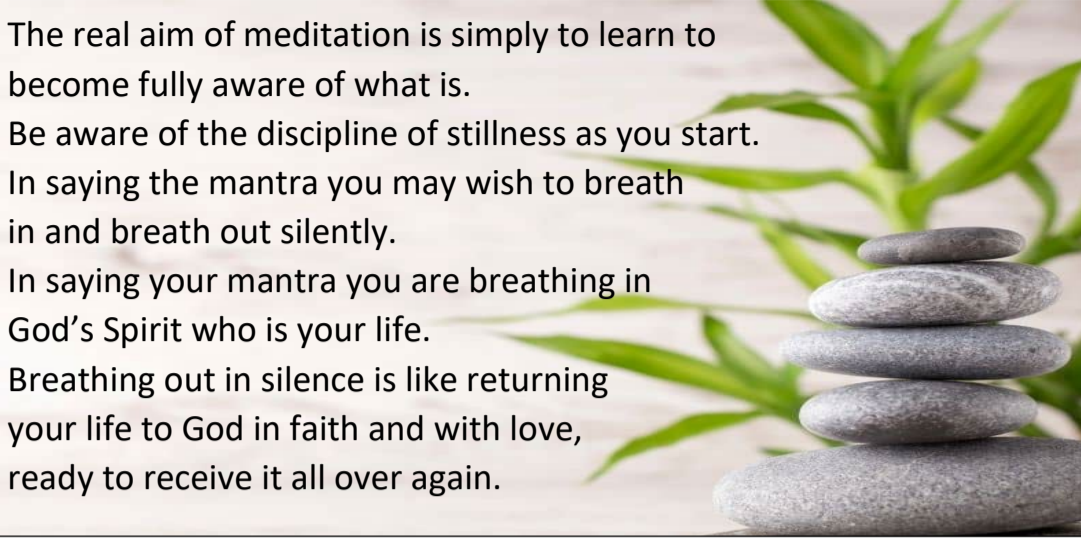 The real aim of meditation is simply to learn to
become fully aware of what is.
Be aware of the discipline of stillness as you start.
In saying the mantra you may wish to breath
in and breath out silently.
In saying your mantra you are breathing in
God’s Spirit who is your life.
Breathing out in silence is like returning
your life to God in faith and with love,
ready to receive it all over again.